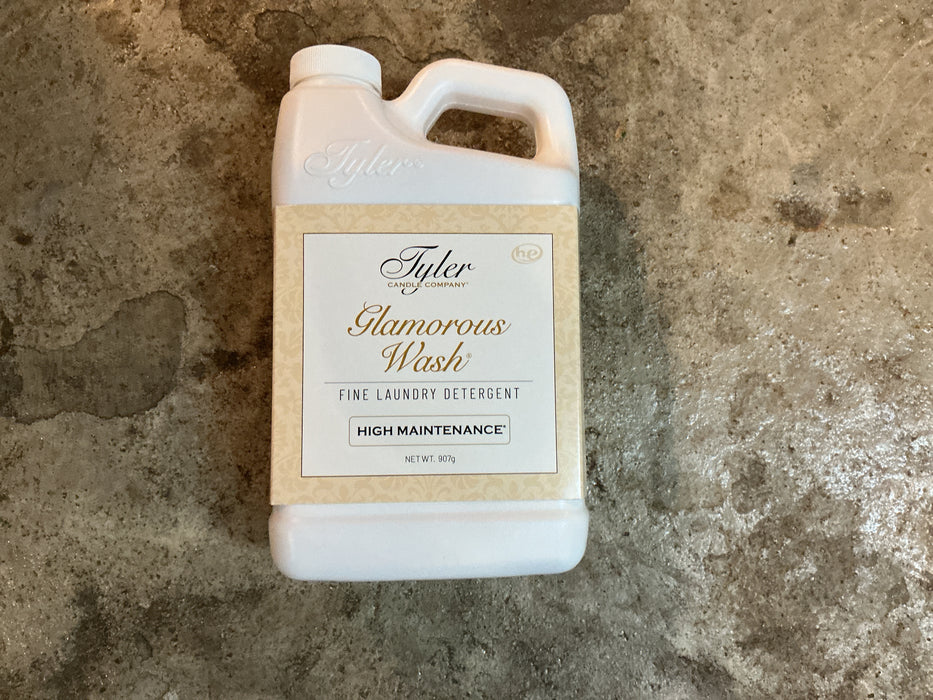 Tyler
Tyler
CANDLE COMPANY
he
Glamorous
Wash®
FINE LAUNDRY DETERGENT
HIGH MAINTENANCE®
NET WT. 907g